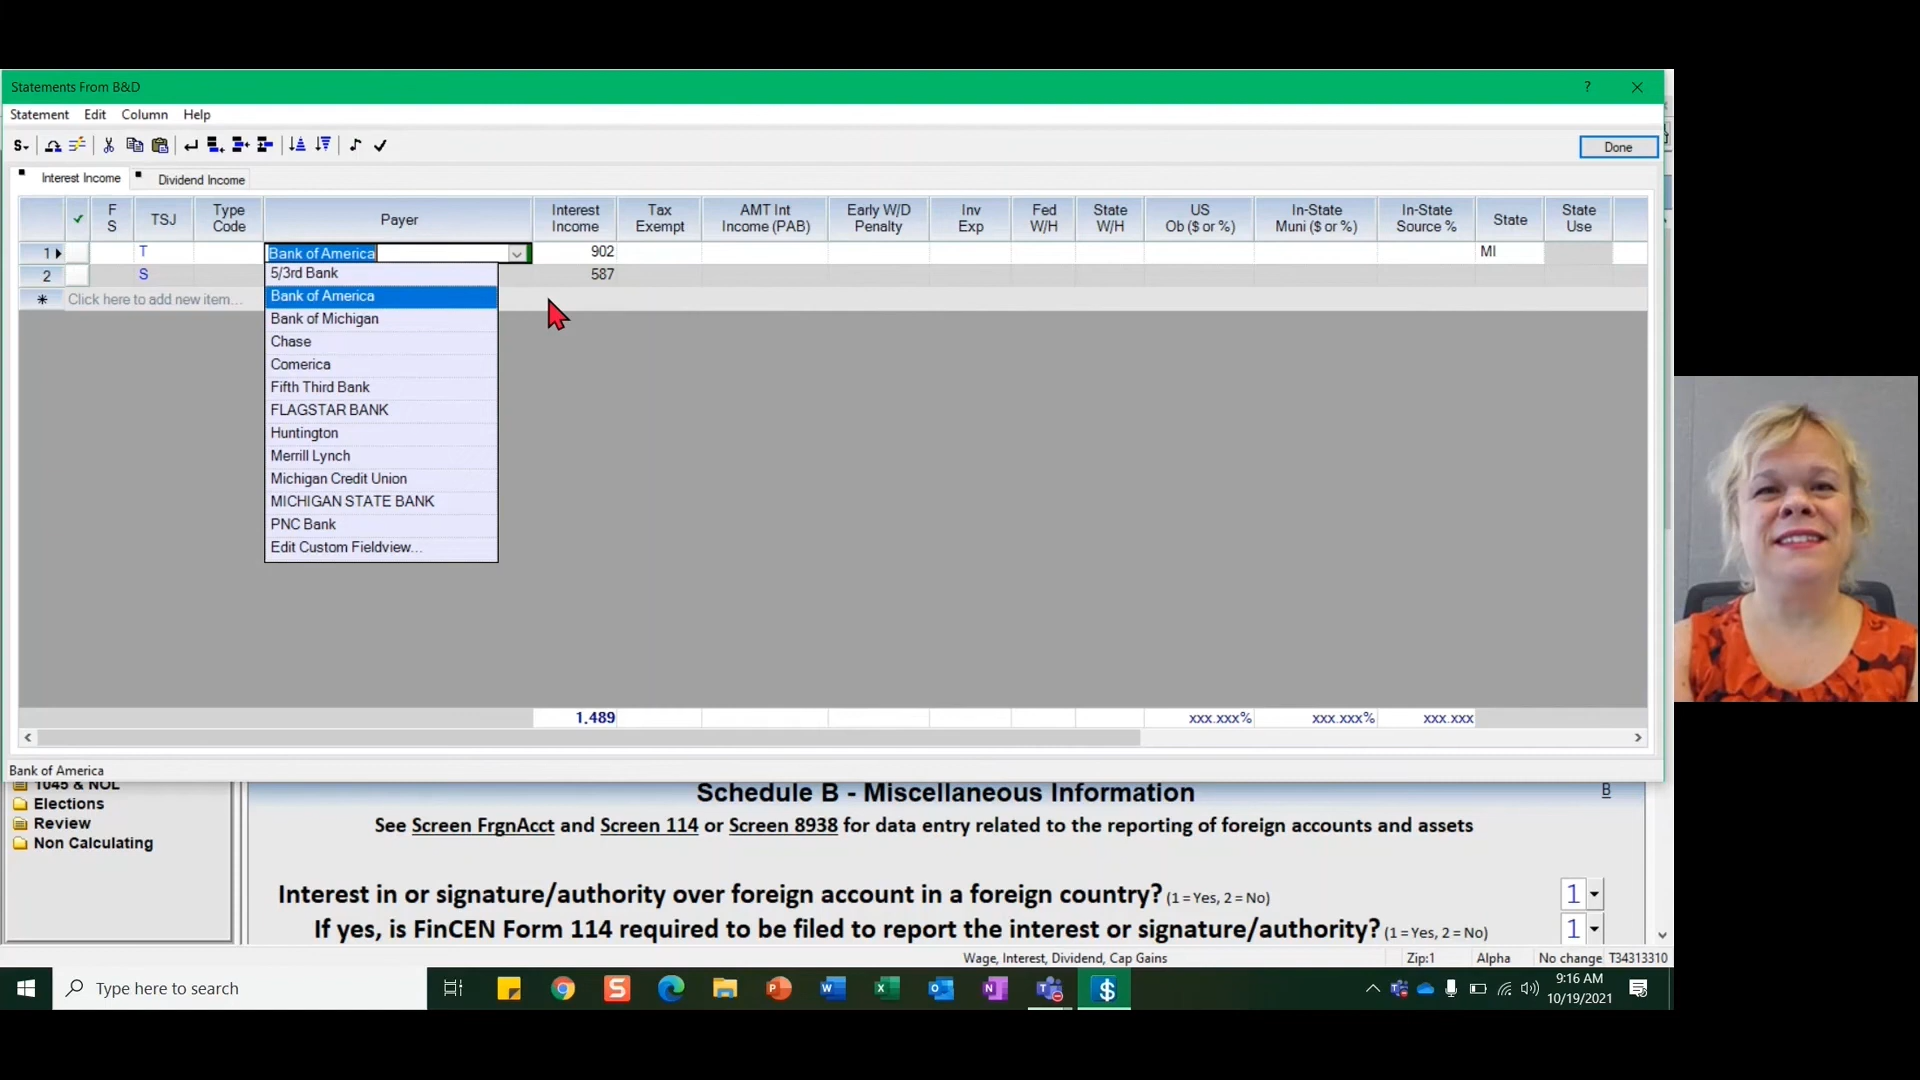 Statements From B&D
?
Statement Edit Column Help
S
Done
Interest Income Dividend Income
F S TSJ Type Code Payer Interest Income Tax Exempt AMT Int Income (PAB) Early W/D Penalty Inv Exp Fed W/H State W/H US Ob ($ or %) In-State Muni ($ or %) In-State Source % State State Use
1 T Bank of America 902 MI
2 S 587
* Click here to add new item...
5/3rd Bank
Bank of America
Bank of Michigan
Chase
Comerica
Fifth Third Bank
FLAGSTAR BANK
Huntington
Merrill Lynch
Michigan Credit Union
MICHIGAN STATE BANK
PNC Bank
Edit Custom Fieldview...
1,489 xxx.xxx% xxx.xxx% xxx.xxx
Bank of America
1045 & NOL
Elections
Review
Non Calculating
Schedule B - Miscellaneous Information
B
See Screen FrgnAcct and Screen 114 or Screen 8938 for data entry related to the reporting of foreign accounts and assets
Interest in or signature/authority over foreign account in a foreign country? (1 = Yes, 2 = No) 1
If yes, is FinCEN Form 114 required to be filed to report the interest or signature/authority? (1 = Yes, 2 = No) 1
Wage, Interest, Dividend, Cap Gains Zip:1 Alpha No change T34313310
Type here to search
9:16 AM
10/19/2021